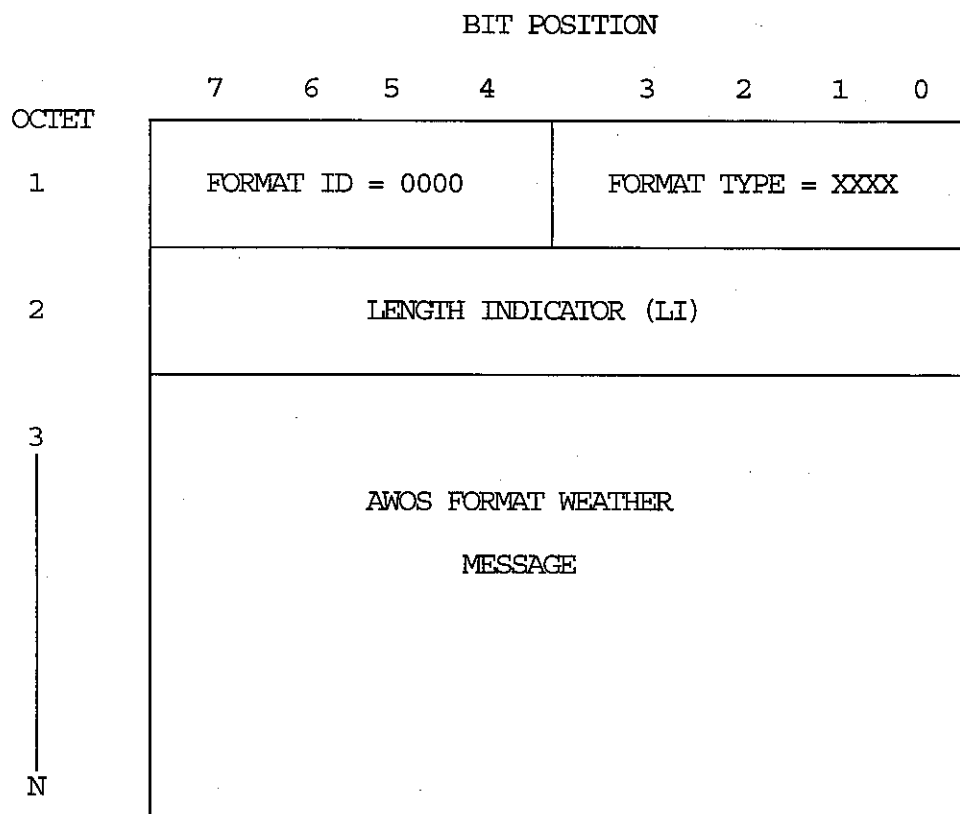 BIT POSITION
7 6 5 4 3 2 1 0
OCTET
1 FORMAT ID = 0000 FORMAT TYPE = XXXX
2 LENGTH INDICATOR (LI)
3
AWOS FORMAT WEATHER
MESSAGE
N